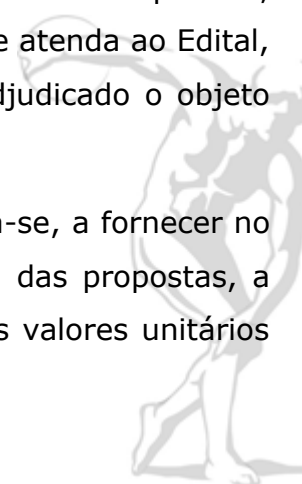 e atenda ao Edital,
djudicado o objeto
-se, a fornecer no
das propostas, a
s valores unitários